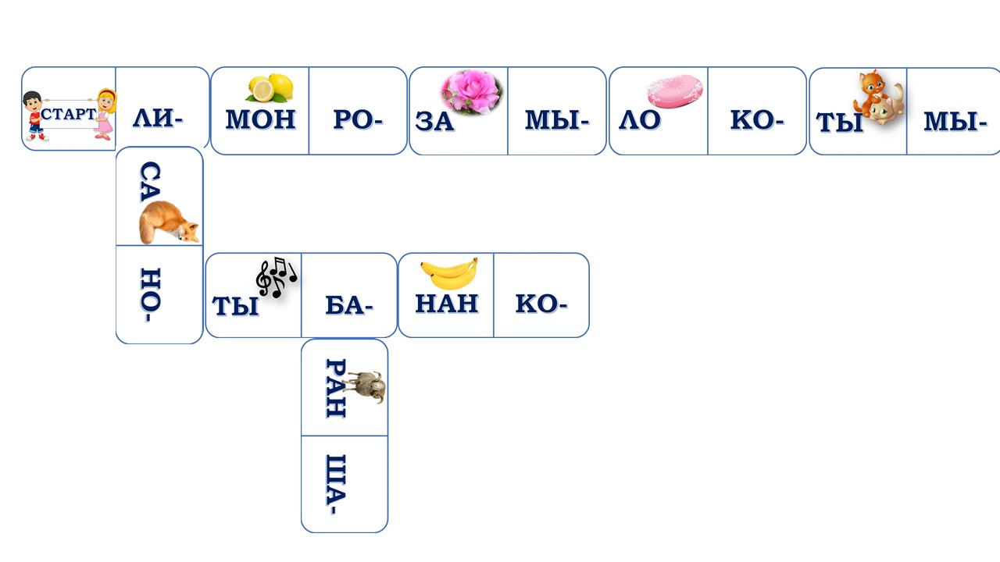 СТАРТ ЛИ- МОН РО- ЗА МЫ- ЛО КО- ТЫ МЫ-
СА
НО-
ТЫ БА- НАН КО-
РАН
ША-